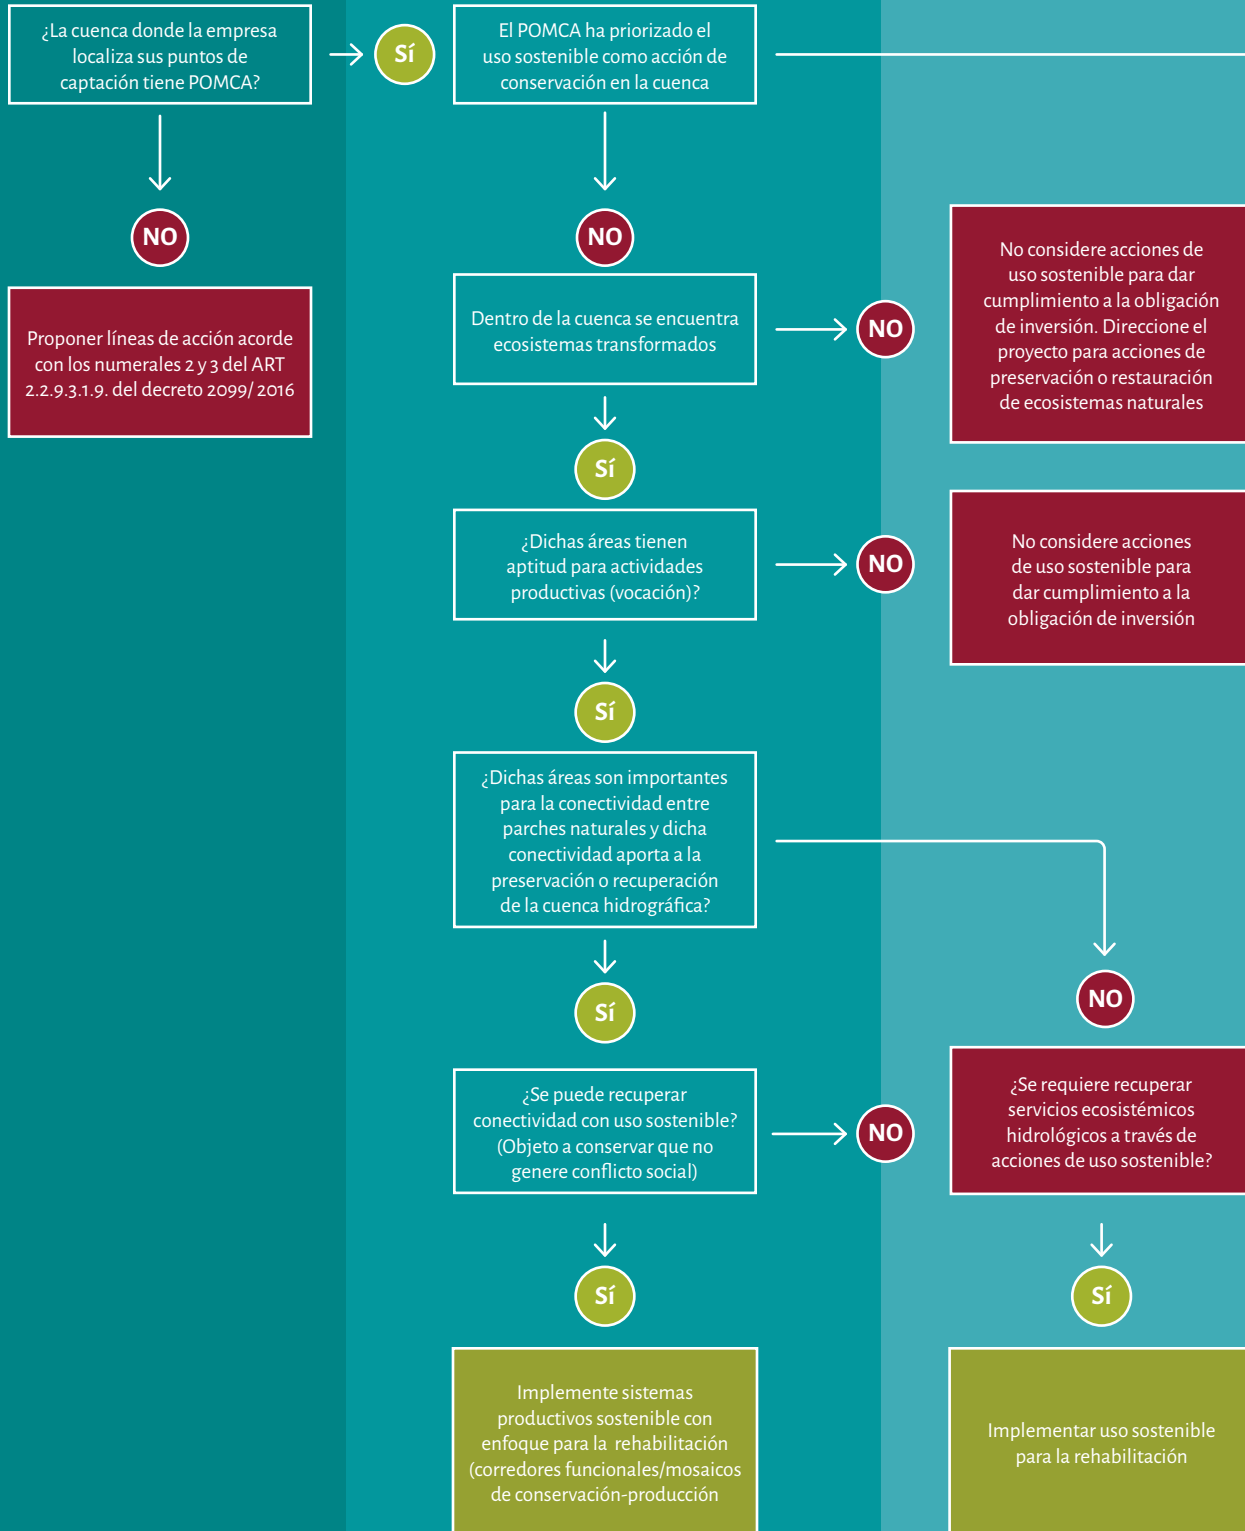 ¿La cuenca donde la empresa
localiza sus puntos de
captación tiene POMCA?
Sí
El POMCA ha priorizado el
uso sostenible como acción de
conservación en la cuenca
NO
Proponer líneas de acción acorde
con los numerales 2 y 3 del ART
2.2.9.3.1.9. del decreto 2099/ 2016
NO
Dentro de la cuenca se encuentra
ecosistemas transformados
NO
No considere acciones de
uso sostenible para dar
cumplimiento a la obligación
de inversión. Direccione el
proyecto para acciones de
preservación o restauración
de ecosistemas naturales
Sí
¿Dichas áreas tienen
aptitud para actividades
productivas (vocación)?
NO
No considere acciones
de uso sostenible para
dar cumplimiento a la
obligación de inversión
Sí
¿Dichas áreas son importantes
para la conectividad entre
parches naturales y dicha
conectividad aporta a la
preservación o recuperación
de la cuenca hidrográfica?
NO
Sí
¿Se puede recuperar
conectividad con uso sostenible?
(Objeto a conservar que no
genere conflicto social)
NO
¿Se requiere recuperar
servicios ecosistémicos
hidrológicos a través de
acciones de uso sostenible?
Sí
Sí
Implemente sistemas
productivos sostenible con
enfoque para la rehabilitación
(corredores funcionales/mosaicos
de conservación-producción
Implementar uso sostenible
para la rehabilitación